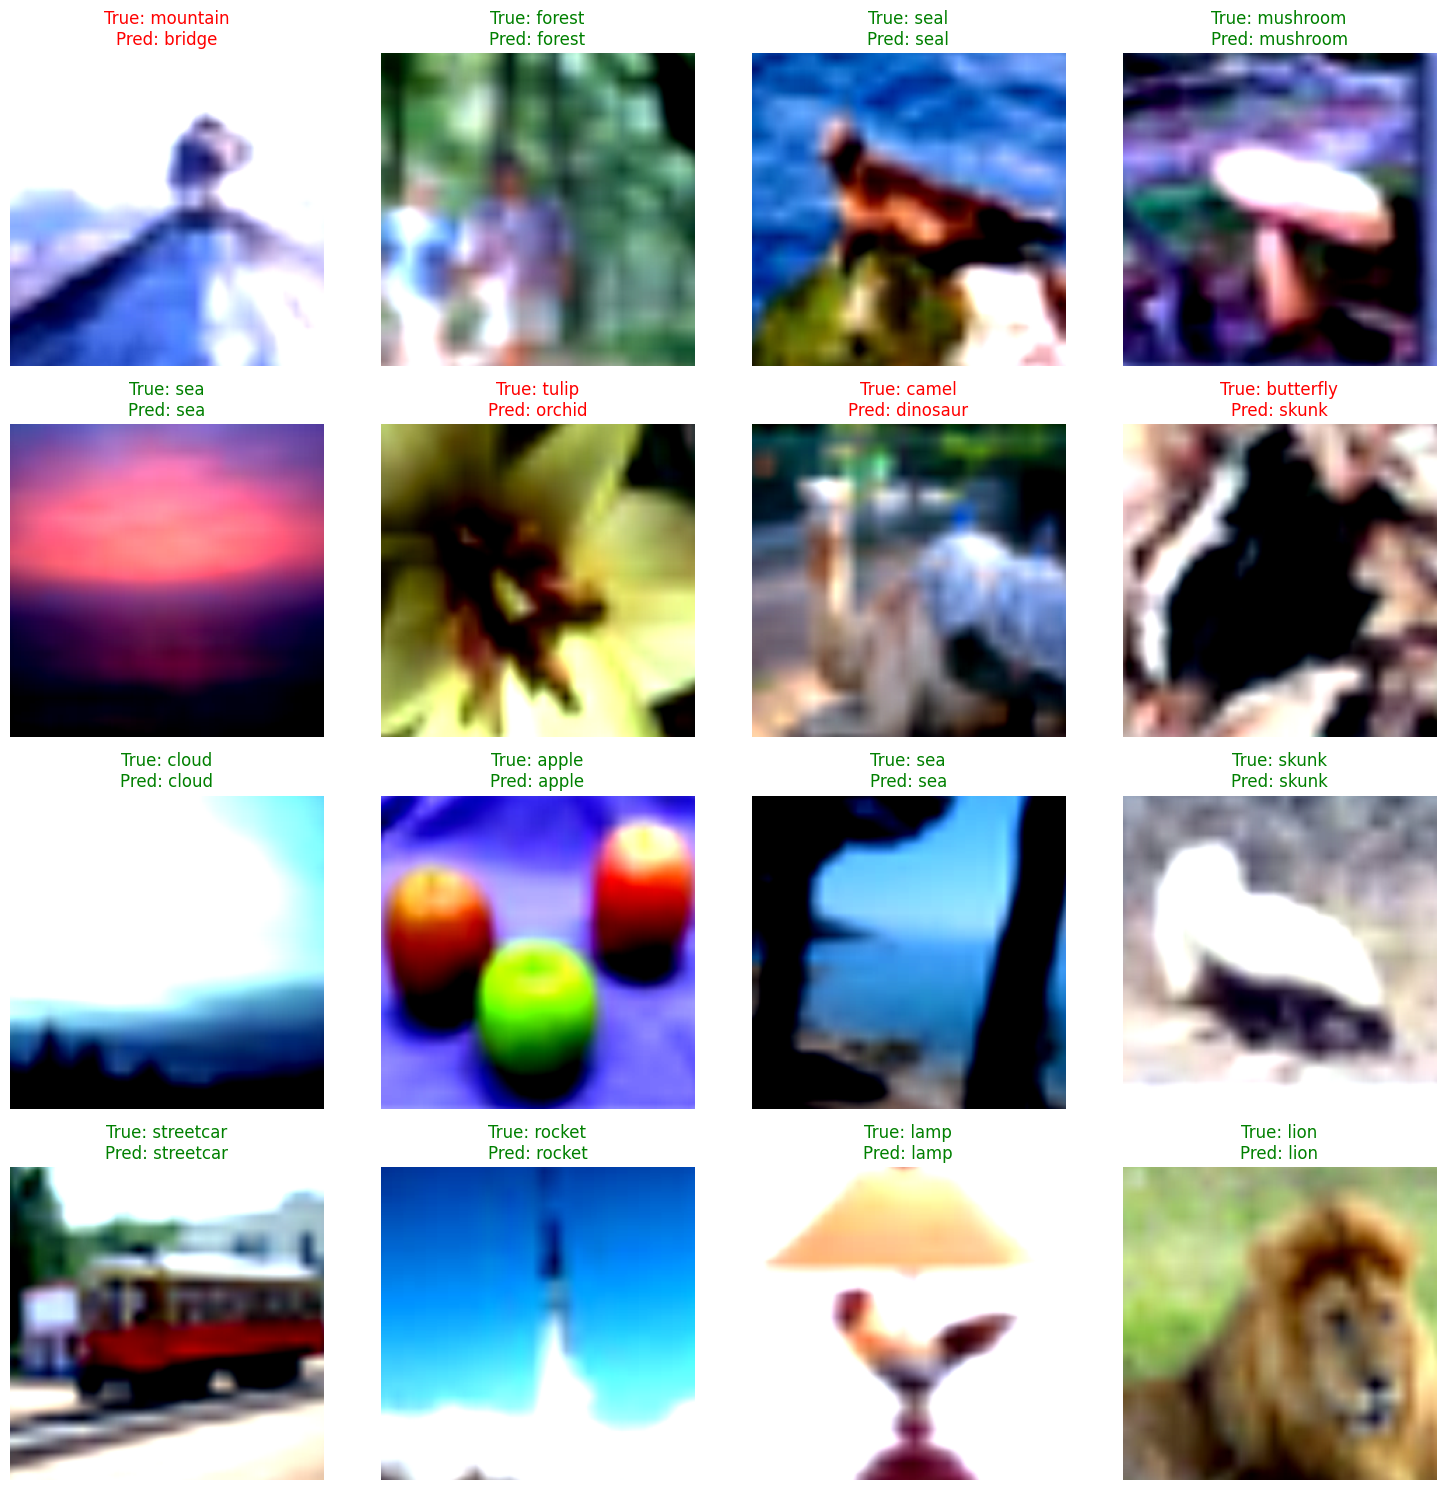 True: mountain
Pred: bridge
True: forest
Pred: forest
True: seal
Pred: seal
True: mushroom
Pred: mushroom
True: sea
Pred: sea
True: tulip
Pred: orchid
True: camel
Pred: dinosaur
True: butterfly
Pred: skunk
True: cloud
Pred: cloud
True: apple
Pred: apple
True: sea
Pred: sea
True: skunk
Pred: skunk
True: streetcar
Pred: streetcar
True: rocket
Pred: rocket
True: lamp
Pred: lamp
True: lion
Pred: lion